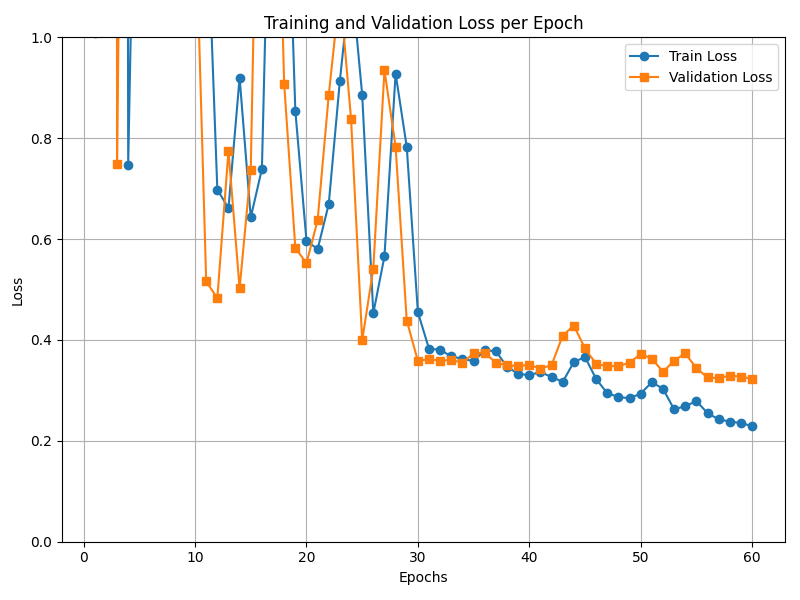 Training and Validation Loss per Epoch
Train Loss
Validation Loss
Loss
1.0
0.8
0.6
0.4
0.2
0.0
0 10 20 30 40 50 60
Epochs